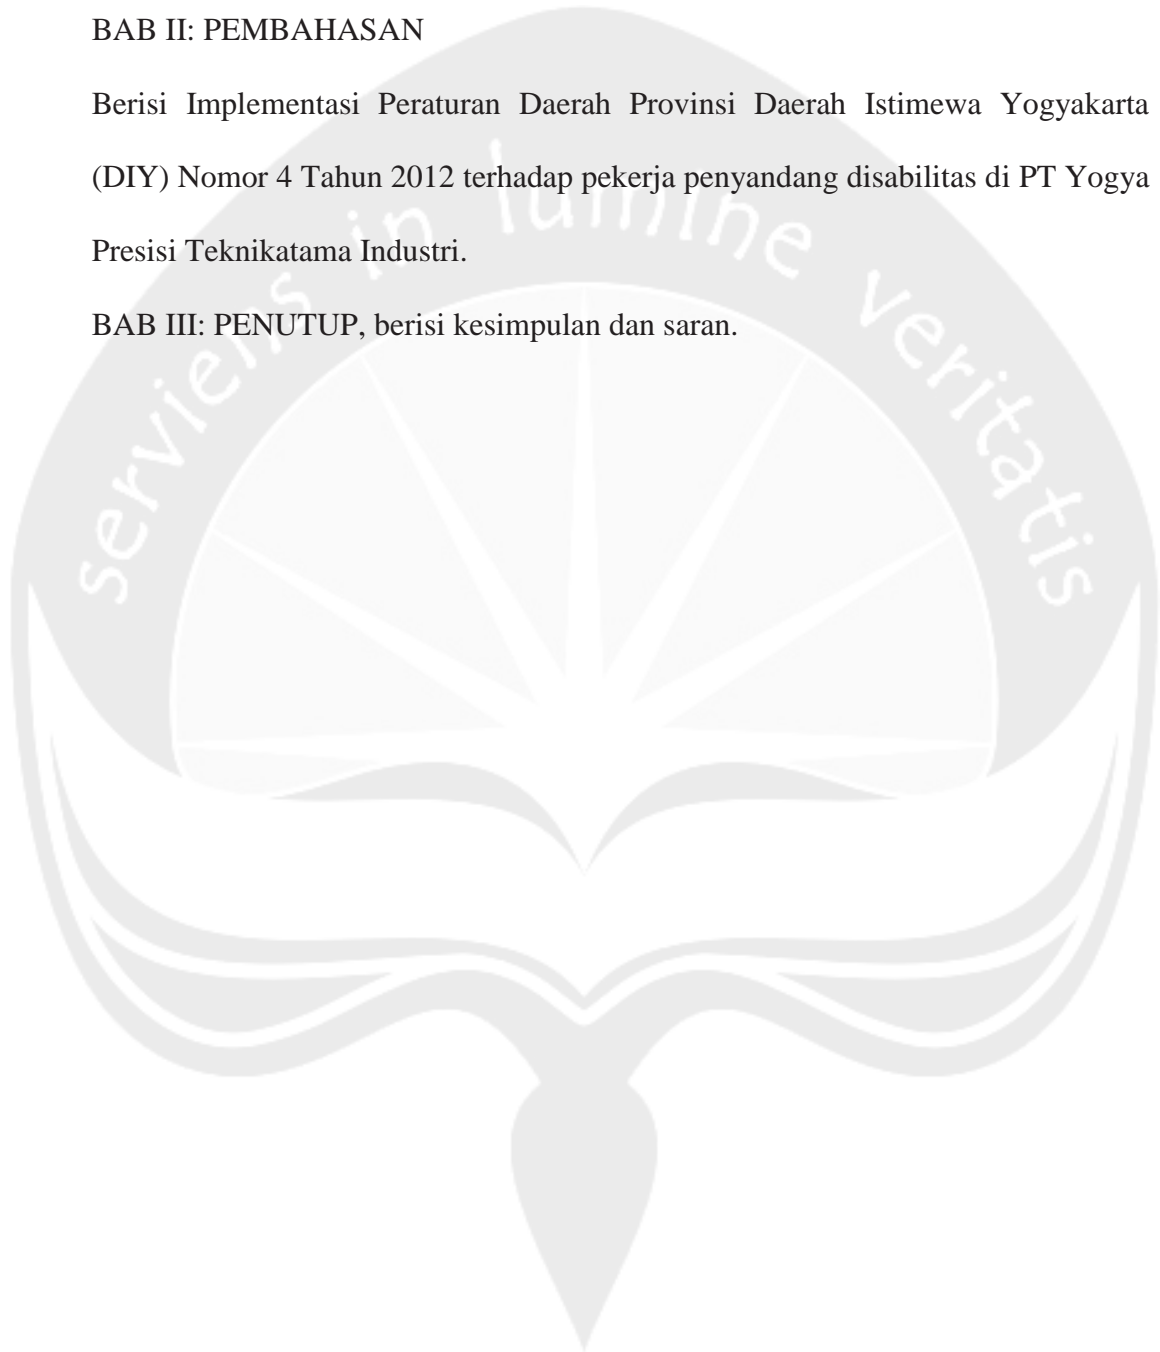 BAB II: PEMBAHASAN
Berisi Implementasi Peraturan Daerah Provinsi Daerah Istimewa Yogyakarta
(DIY) Nomor 4 Tahun 2012 terhadap pekerja penyandang disabilitas di PT Yogya
Presisi Teknikatama Industri.
BAB III: PENUTUP, berisi kesimpulan dan saran.
serviens in lumine veritatis